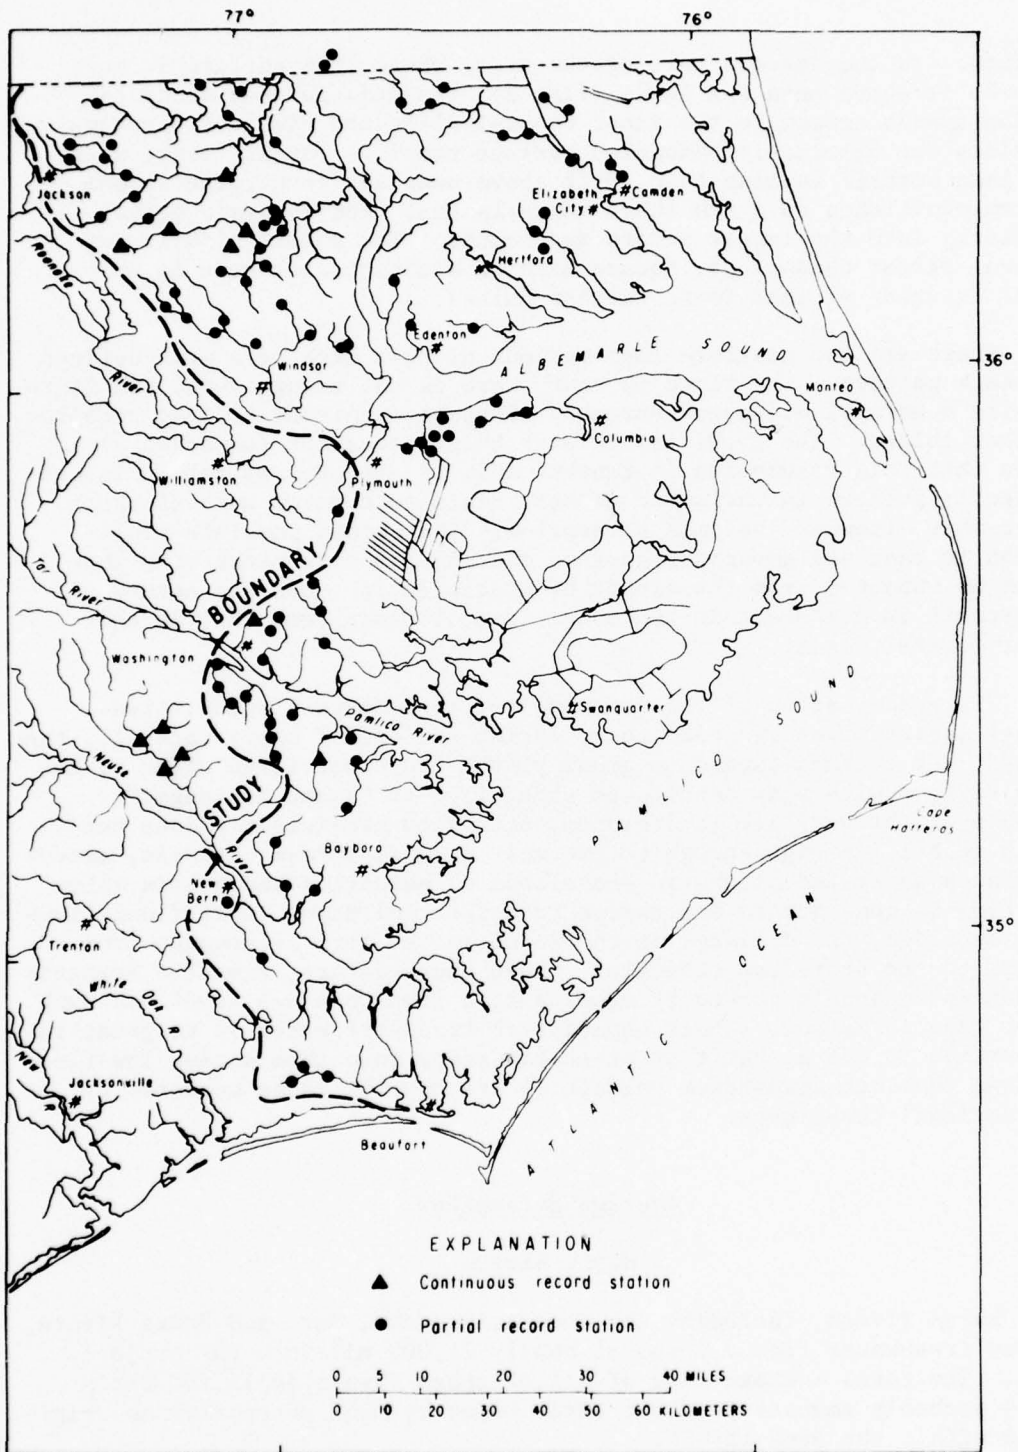 77°
76°
Jackson
Elizabeth
City
Camden
Roanoke
Hertford
Edenton
ALBEMARLE SOUND
36°
Windsor
River
Manteo
Columbia
Williamston
Plymouth
Tar
River
BOUNDARY
Washington
Swanquarter
Pamlico River
PAMLICO SOUND
Neuse
STUDY
Cape
Hatteras
River
Bayboro
New
Bern
35°
Trenton
ATLANTIC OCEAN
White Oak R
New
R
Jacksonville
Beaufort
EXPLANATION
Continuous record station
Partial record station
0 5 10 20 30 40 MILES
0 10 20 30 40 50 60 KILOMETERS